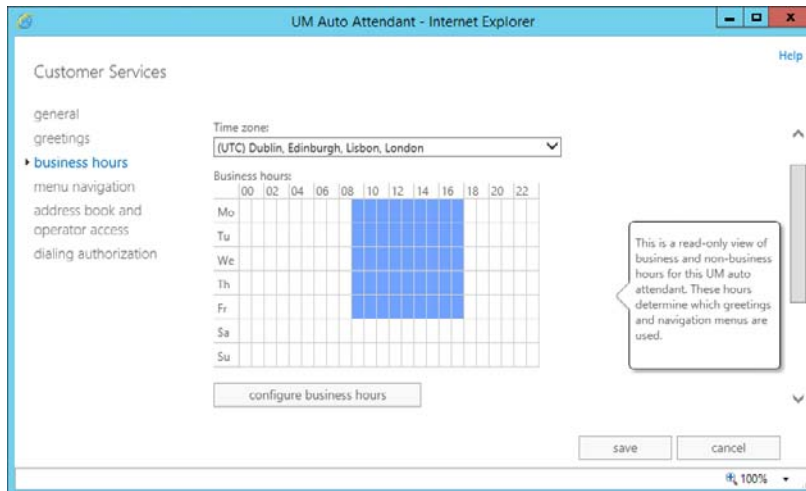 UM Auto Attendant - Internet Explorer
Help
Customer Services
general
greetings
business hours
menu navigation
address book and
operator access
dialing authorization
Time zone:
(UTC) Dublin, Edinburgh, Lisbon, London
Business hours:
00 02 04 06 08 10 12 14 16 18 20 22
Mo
Tu
We
Th
Fr
Sa
Su
This is a read-only view of
business and non-business
hours for this UM auto
attendant. These hours
determine which greetings
and navigation menus are
used.
configure business hours
save cancel
100%